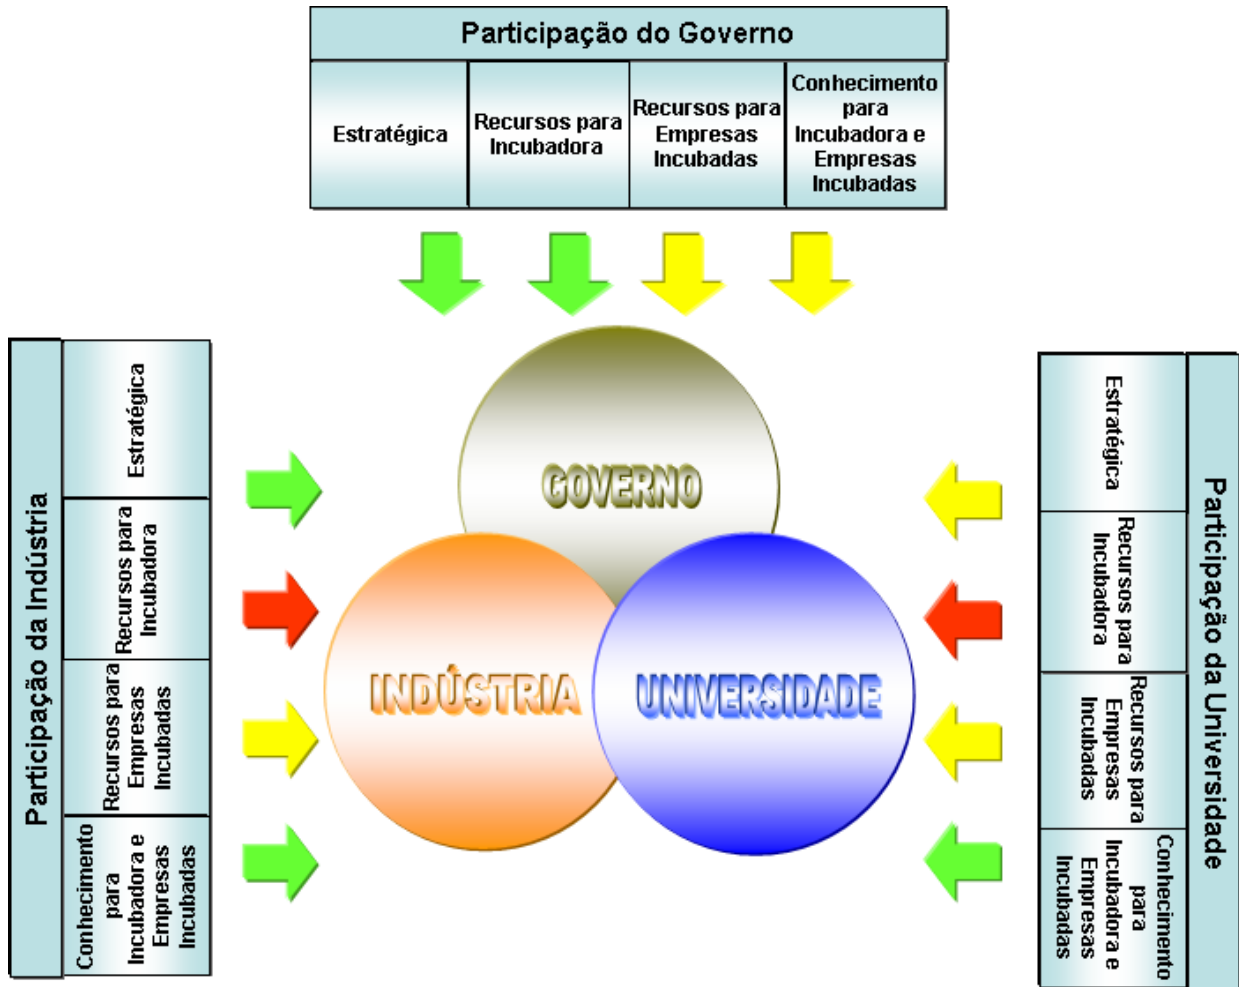 Participação do Governo
Estratégica
Recursos para
Incubadora
Recursos para
Empresas
Incubadas
Conhecimento
para
Incubadora e
Empresas
Incubadas
Participação da Indústria
Estratégica
Recursos para
Incubadora
Recursos para
Empresas
Incubadas
Conhecimento
para
Incubadora e
Empresas
Incubadas
GOVERNO
INDÚSTRIA
UNIVERSIDADE
Participação da Universidade
Estratégica
Recursos para
Incubadora
Recursos para
Empresas
Incubadas
Conhecimento
para
Incubadora e
Empresas
Incubadas